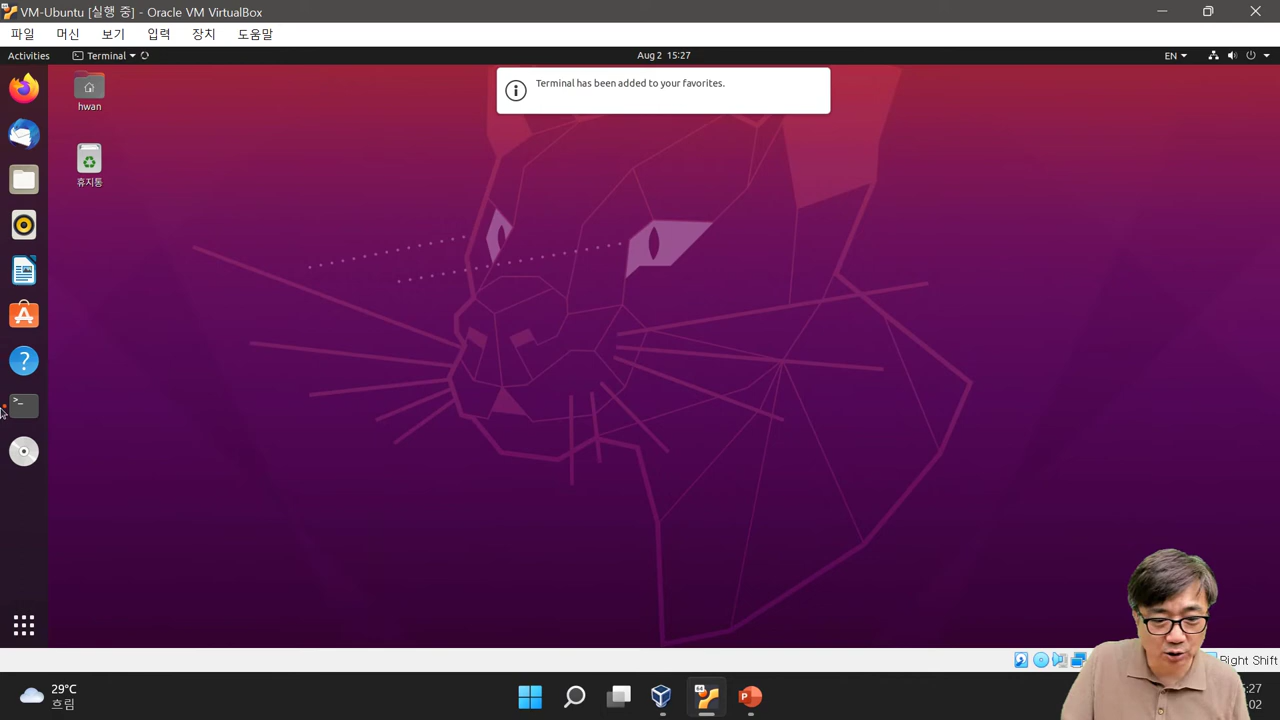 VM-Ubuntu [실행 중] - Oracle VM VirtualBox
파일 머신 보기 입력 장치 도움말
Activities Terminal Aug 2 15:27 EN
Terminal has been added to your favorites.
hwan
휴지통
Right Shift
29°C
흐림